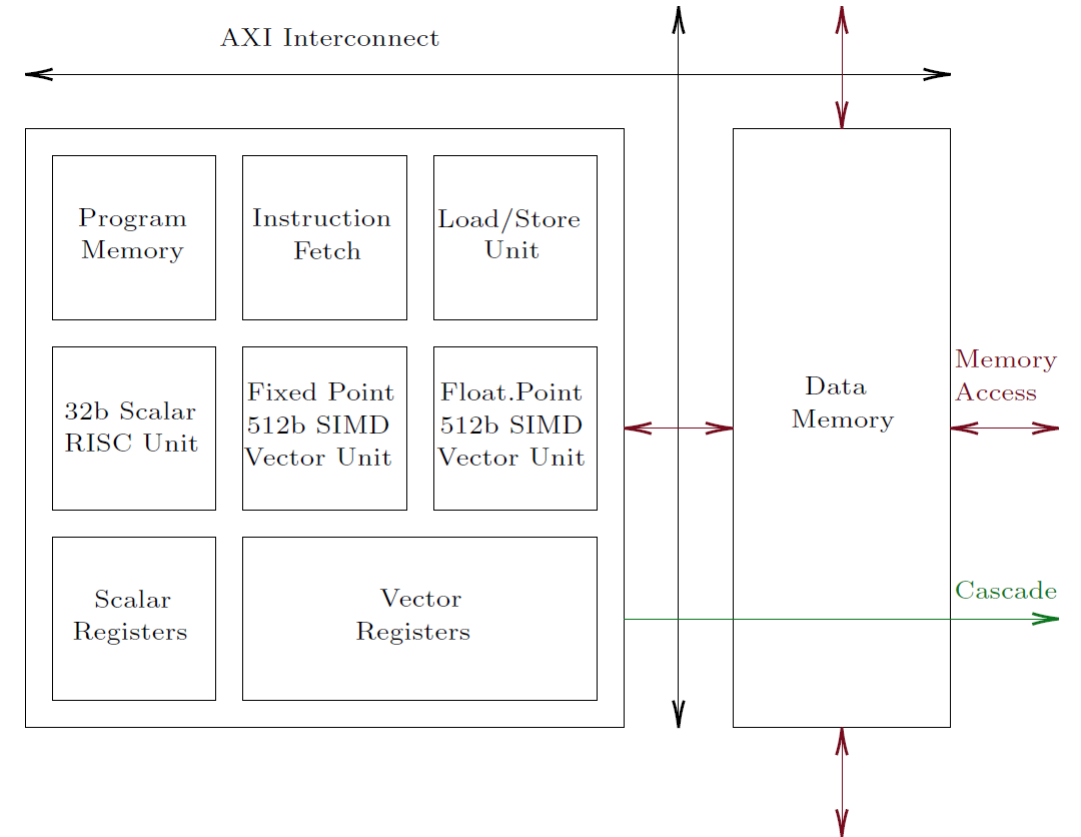 AXI Interconnect
Program
Memory
Instruction
Fetch
Load/Store
Unit
32b Scalar
RISC Unit
Fixed Point
512b SIMD
Vector Unit
Float.Point
512b SIMD
Vector Unit
Scalar
Registers
Vector
Registers
Data
Memory
Memory
Access
Cascade